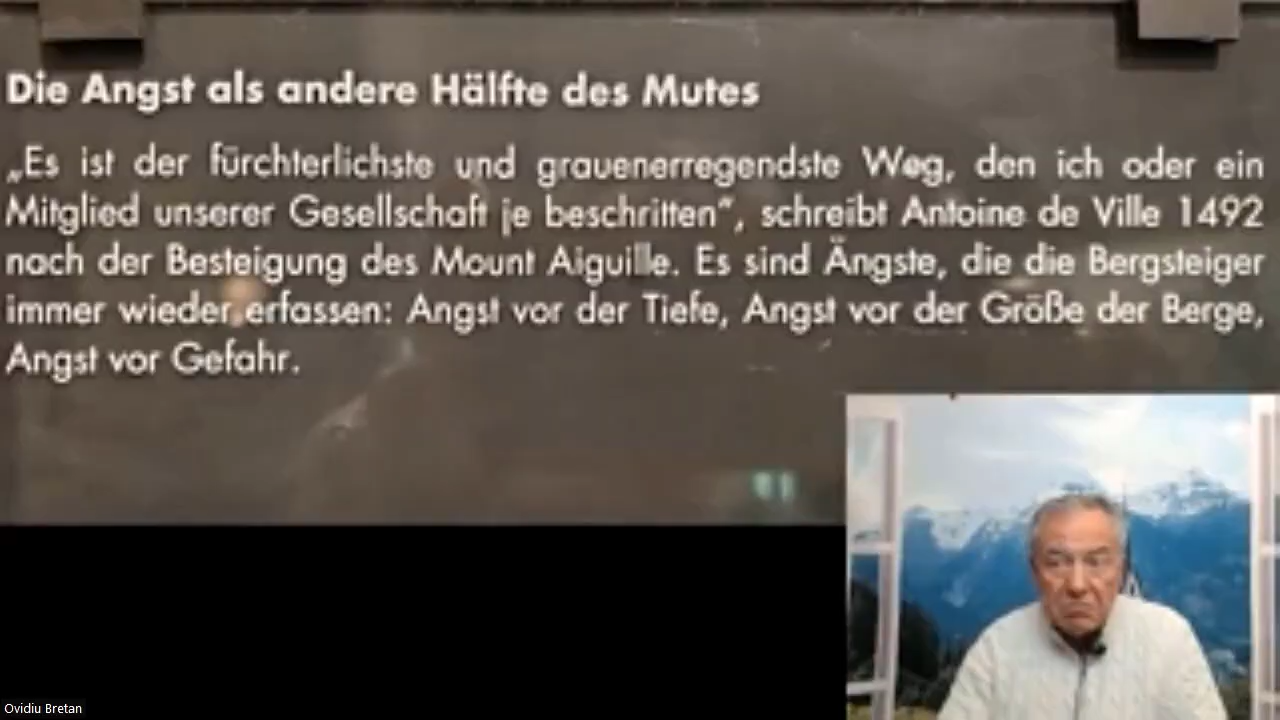 Die Angst als andere Hälfte des Mutes
„Es ist der fürchterlichste und grauenerregendste Weg, den ich oder ein
Mitglied unserer Gesellschaft je beschritten“, schreibt Antoine de Ville 1492
nach der Besteigung des Mount Aiguille. Es sind Ängste, die die Bergsteiger
immer wieder erfassen: Angst vor der Tiefe, Angst vor der Größe der Berge,
Angst vor Gefahr.
Ovidiu Bretan